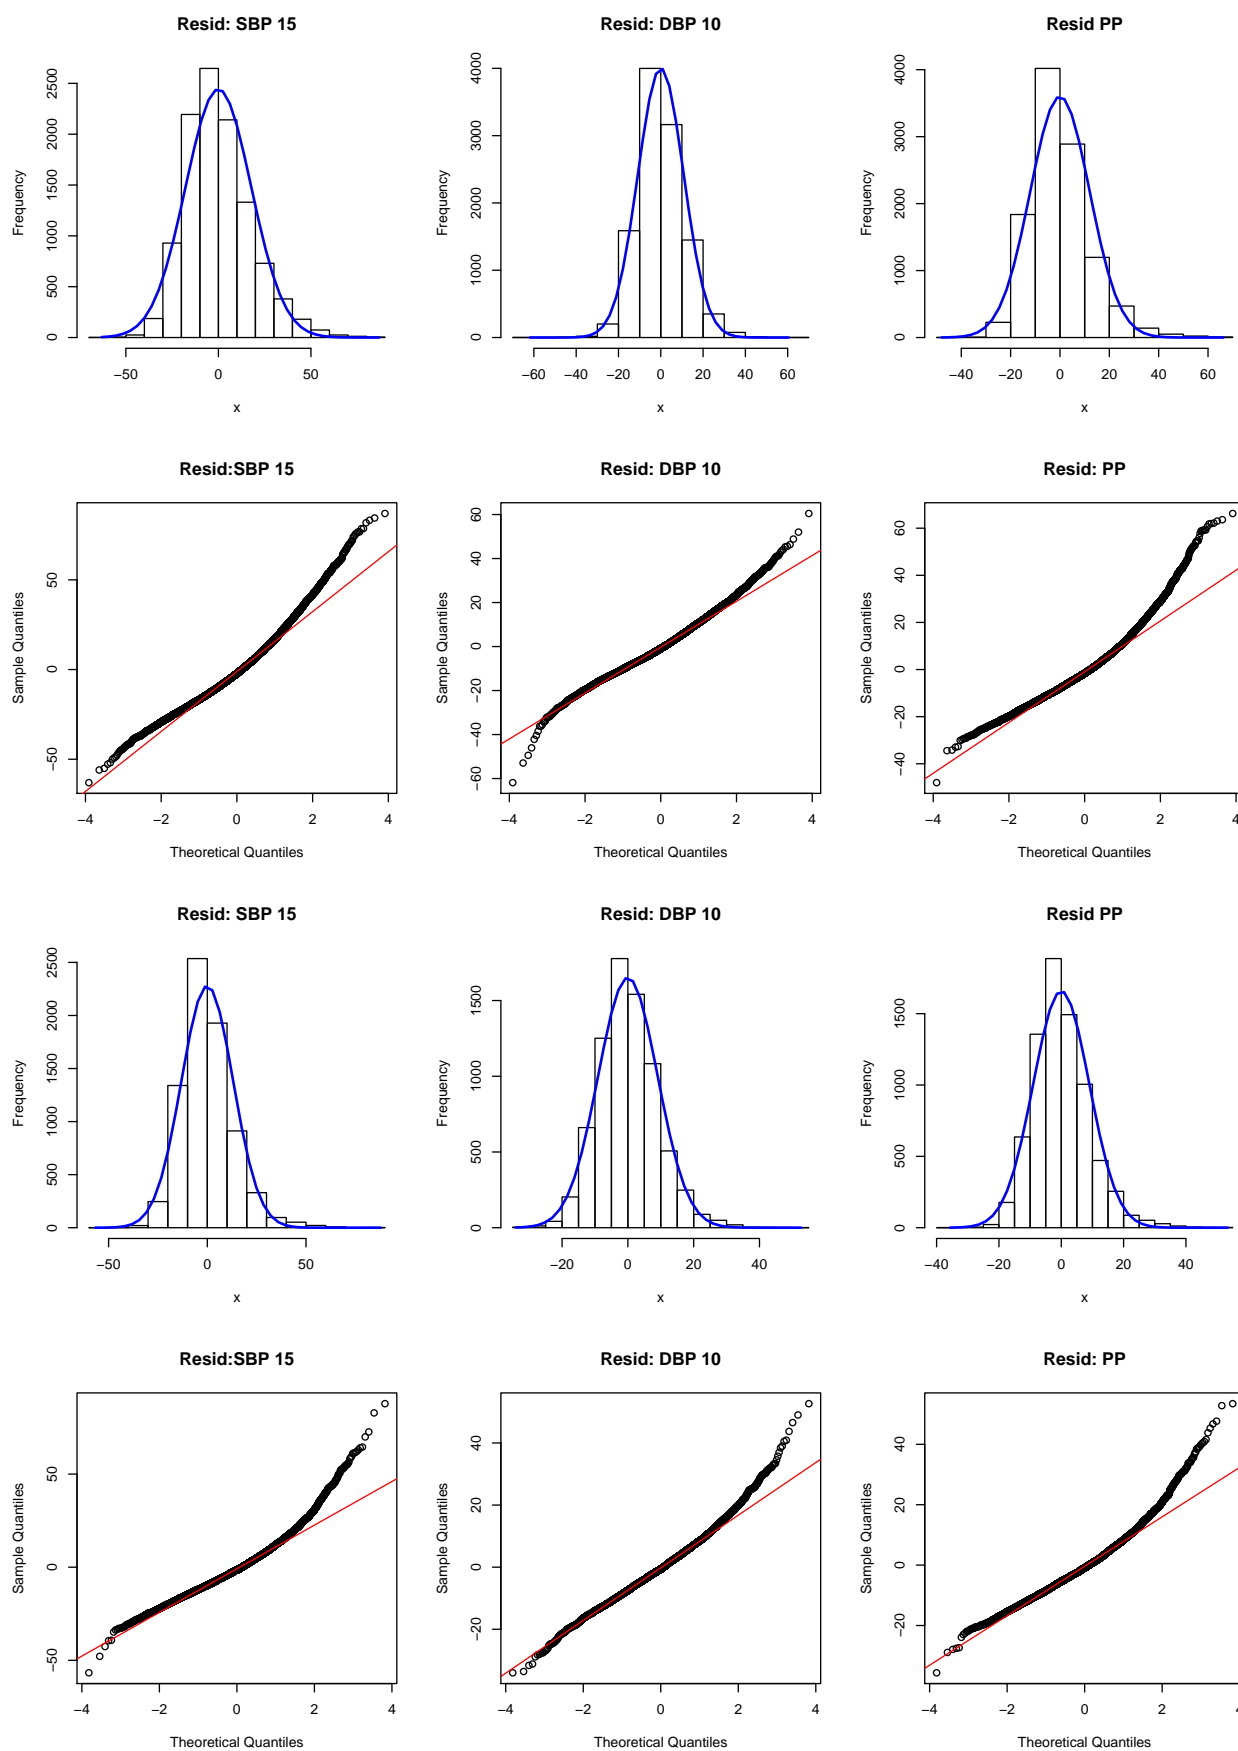 Resid: SBP 15
Frequency
0 500 1000 1500 2000 2500
−50 0 50
x
Resid: DBP 10
Frequency
0 1000 2000 3000 4000
−60 −40 −20 0 20 40 60
x
Resid PP
Frequency
0 1000 2000 3000 4000
−40 −20 0 20 40 60
x
Resid:SBP 15
Sample Quantiles
−50 0 50
−4 −2 0 2 4
Theoretical Quantiles
Resid: DBP 10
Sample Quantiles
−60 −40 −20 0 20 40 60
−4 −2 0 2 4
Theoretical Quantiles
Resid: PP
Sample Quantiles
−40 −20 0 20 40 60
−4 −2 0 2 4
Theoretical Quantiles
Resid: SBP 15
Frequency
0 500 1000 1500 2000 2500
−50 0 50
x
Resid: DBP 10
Frequency
0 500 1000 1500
−20 0 20 40
x
Resid PP
Frequency
0 500 1000 1500
−40 −20 0 20 40
x
Resid:SBP 15
Sample Quantiles
−50 0 50
−4 −2 0 2 4
Theoretical Quantiles
Resid: DBP 10
Sample Quantiles
−20 0 20 40
−4 −2 0 2 4
Theoretical Quantiles
Resid: PP
Sample Quantiles
−20 0 20 40
−4 −2 0 2 4
Theoretical Quantiles